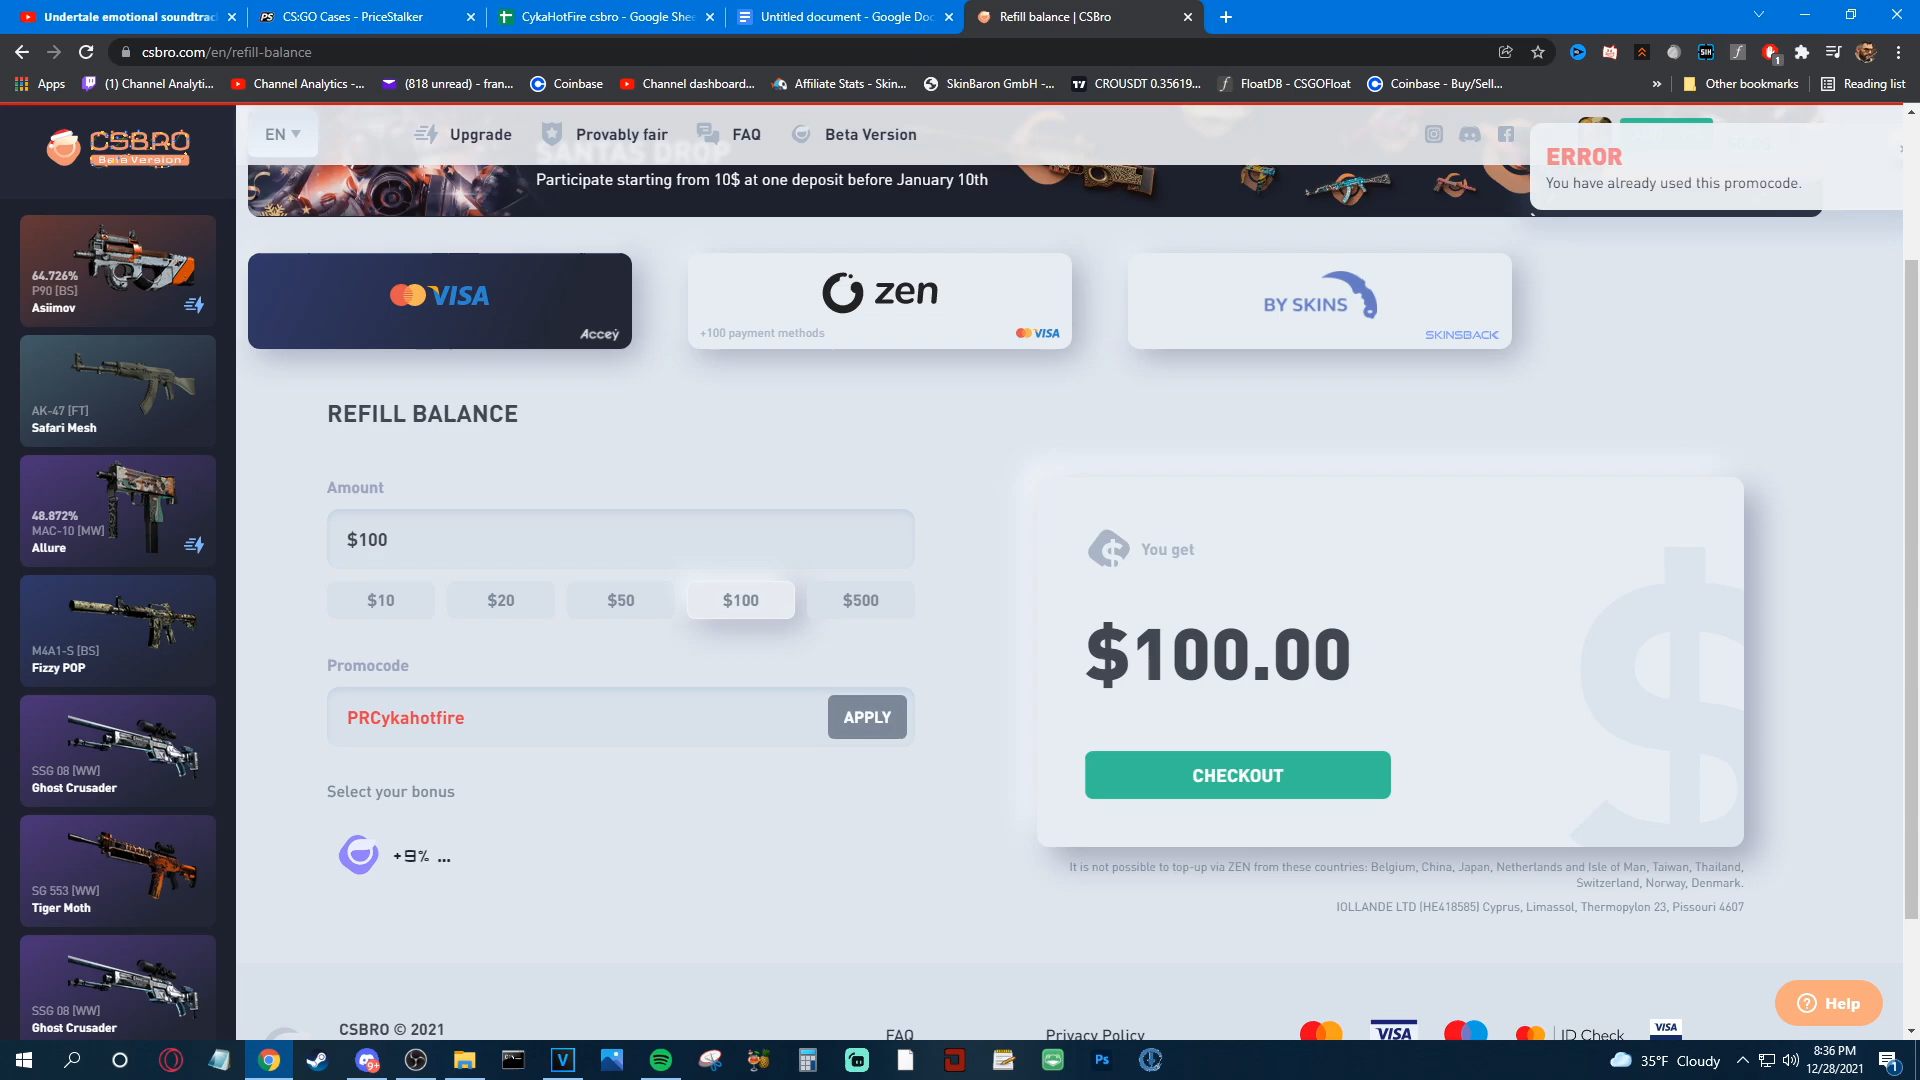 Undertale emotional soundtrac
CS:GO Cases - PriceStalker
CykaHotFire csbro - Google She
Untitled document - Google Doc
Refill balance | CSBro
csbro.com/en/refill-balance
Apps
(1) Channel Analyti...
Channel Analytics -...
(818 unread) - fran...
Coinbase
Channel dashboard...
Affiliate Stats - Skin...
SkinBaron GmbH -...
CROUSDT 0.35619...
FloatDB - CSGOFloat
Coinbase - Buy/Sell...
Other bookmarks
Reading list
CSBRO
Beta Version
EN
Upgrade
Provably fair
FAQ
Beta Version
SANTAS DROP
Participate starting from 10$ at one deposit before January 10th
ERROR
You have already used this promocode.
64.726%
P90 [BS]
Asiimov
AK-47 [FT]
Safari Mesh
48.872%
MAC-10 [MW]
Allure
M4A1-S [BS]
Fizzy POP
SSG 08 [WW]
Ghost Crusader
SG 553 [WW]
Tiger Moth
SSG 08 [WW]
Ghost Crusader
VISA
Accey
zen
+100 payment methods
VISA
BY SKINS
SKINSBACK
REFILL BALANCE
Amount
$100
$10
$20
$50
$100
$500
Promocode
PRCykahotfire
APPLY
Select your bonus
+9% ...
You get
$100.00
CHECKOUT
It is not possible to top-up via ZEN from these countries: Belgium, China, Japan, Netherlands and Isle of Man, Taiwan, Thailand,
Switzerland, Norway, Denmark.
IOLLANDE LTD (HE418585) Cyprus, Limassol, Thermopylon 23, Pissouri 4607
Help
CSBRO © 2021
FAQ
Privacy Policy
VISA
ID Check
VISA
35°F Cloudy
8:36 PM
12/28/2021